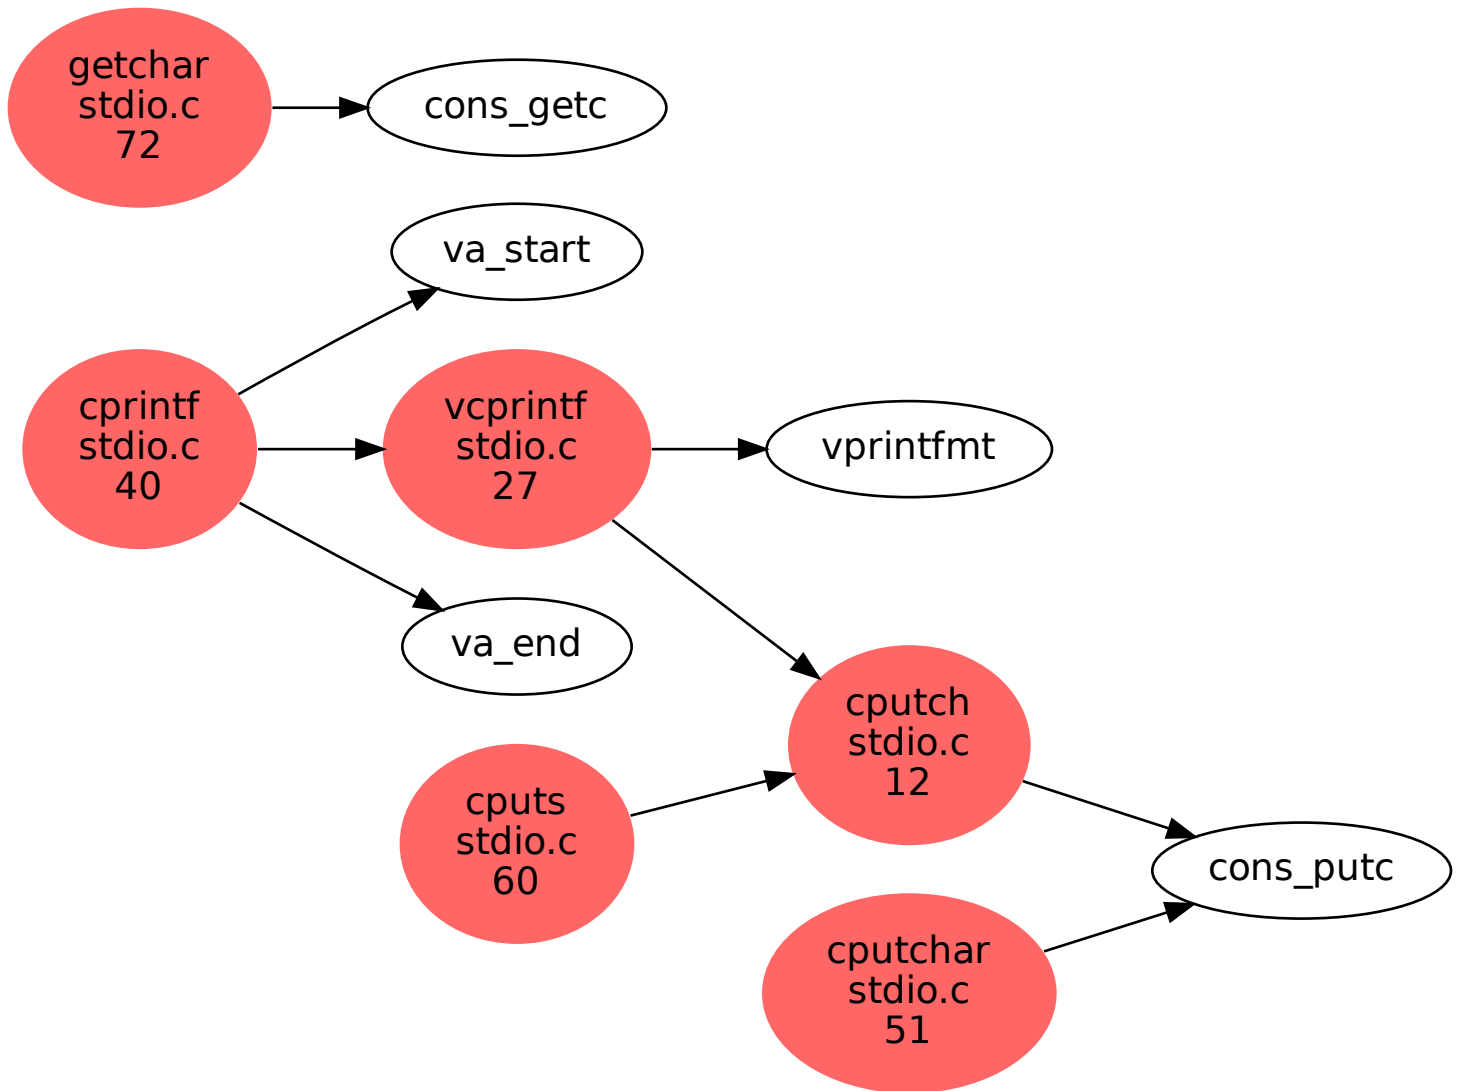 getchar
stdio.c
72
cons_getc
va_start
cprintf
stdio.c
40
vcprintf
stdio.c
27
vprintfmt
va_end
cputch
stdio.c
12
cputs
stdio.c
60
cons_putc
cputchar
stdio.c
51